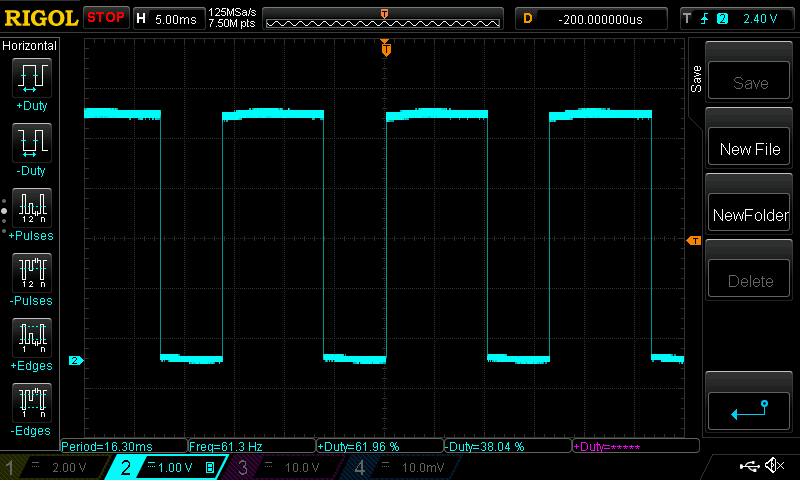 RIGOL STOP H 5.00ms 125MSa/s 7.50M pts T D -200.000000us T 2 2.40 V
Horizontal
+Duty
-Duty
1 2 n
+Pulses
1 2 n
-Pulses
1 n
+Edges
1 n
-Edges
T
T
2
Save
Save
New File
NewFolder
Delete
Period=16.30ms Freq=61.3 Hz +Duty=61.96 % -Duty=38.04 % +Duty=*****
1 2.00 V 2 1.00 V B 3 10.0 V 4 10.0mV